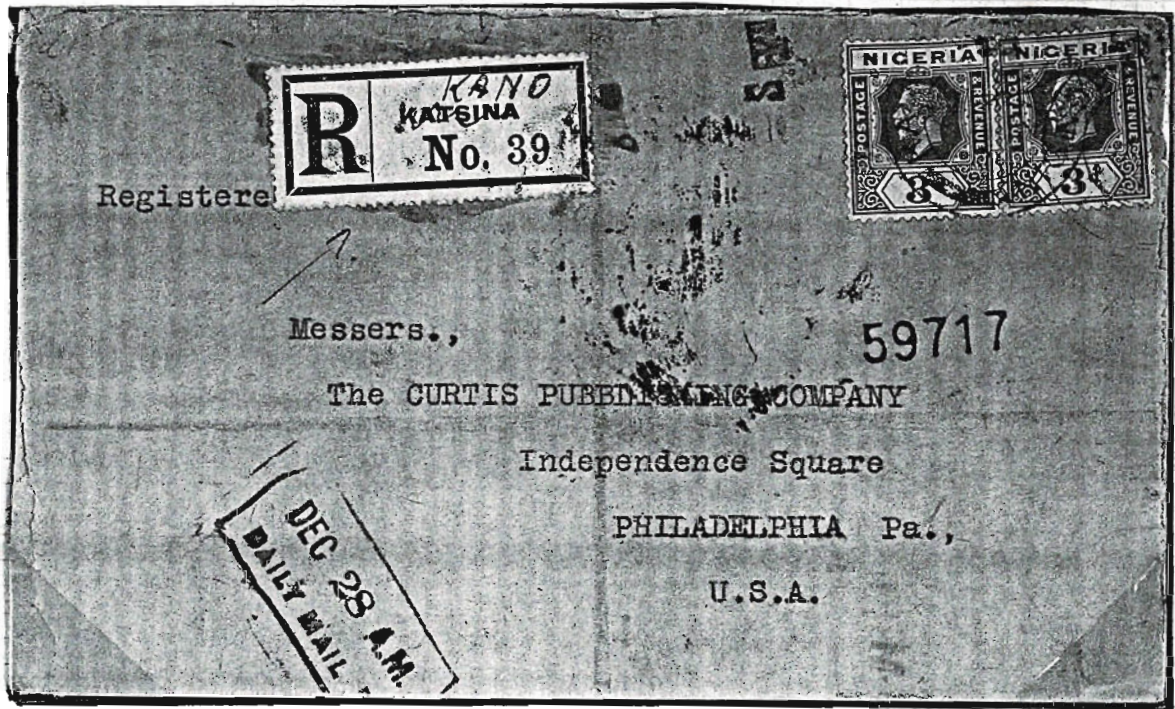 KANO
KATSINA
R No. 39
NIGERIA
POSTAGE & REVENUE
3
NIGERIA
POSTAGE & REVENUE
3d
Registere
Messers.,
59717
The CURTIS COMPANY
Independence Square
PHILADELPHIA Pa.,
U.S.A.
DEC 28 A.M.
DAILY MAIL